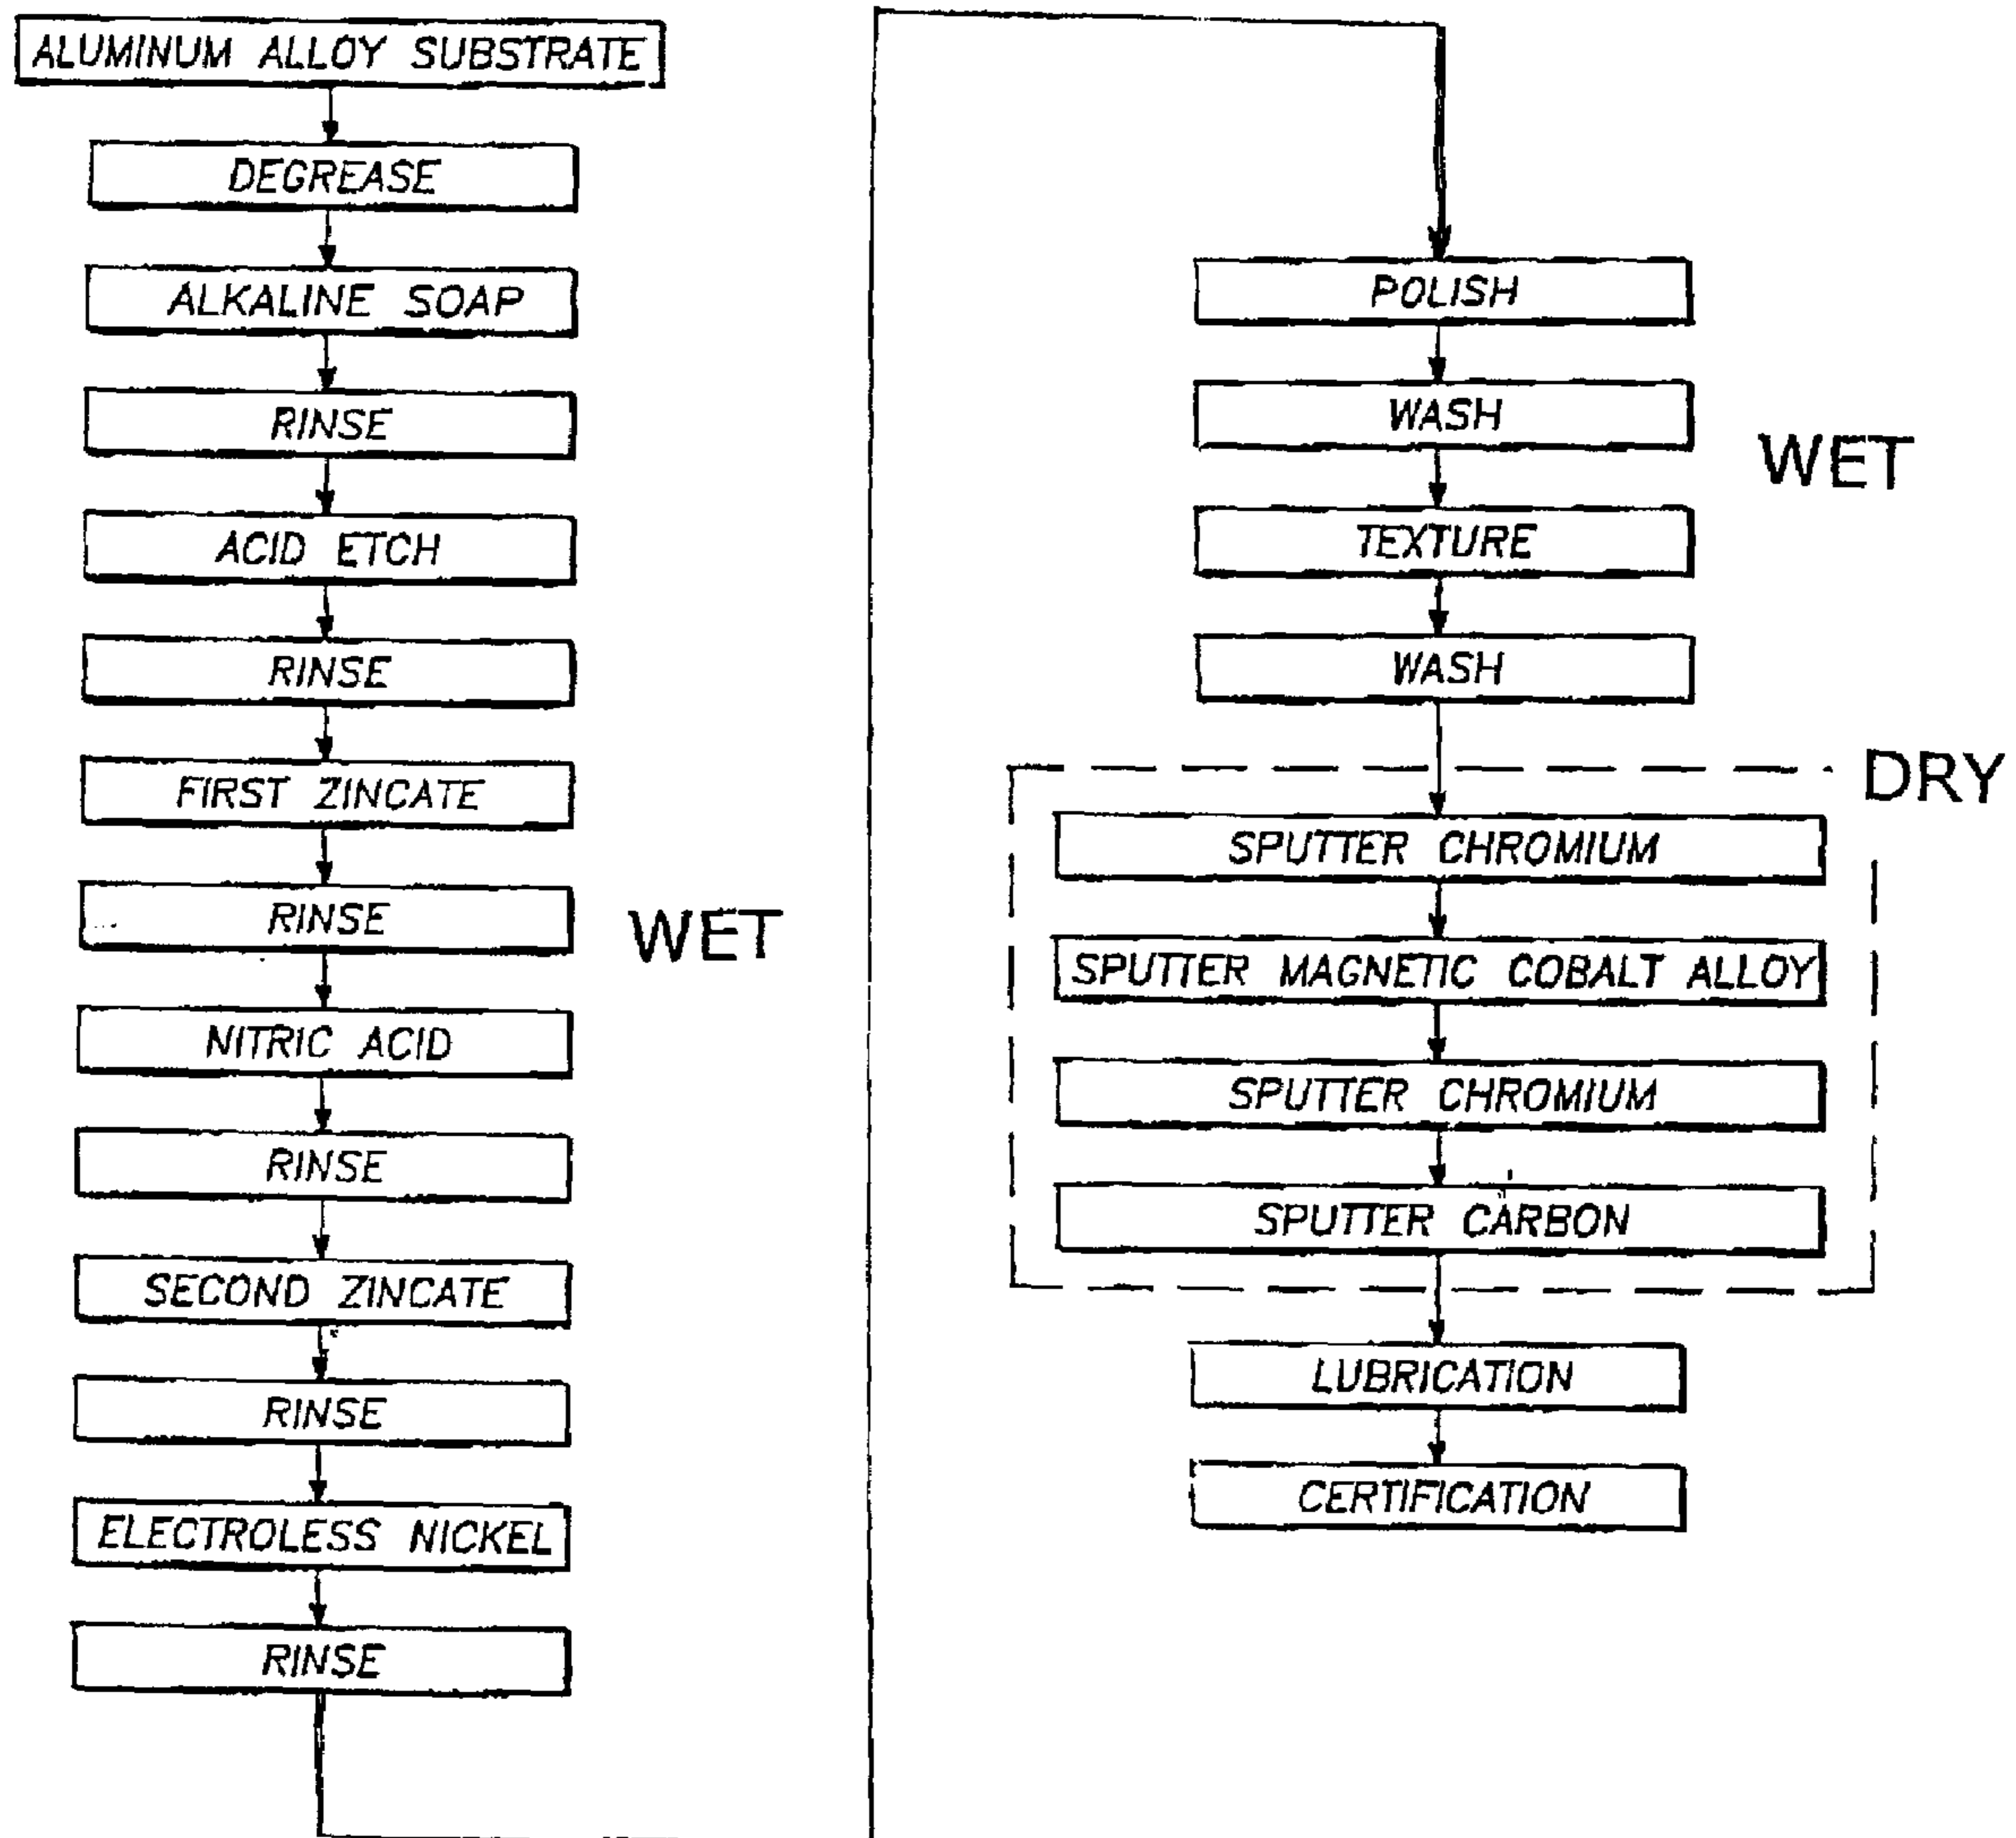 ALUMINUM ALLOY SUBSTRATE
DEGREASE
ALKALINE SOAP
RINSE
ACID ETCH
RINSE
FIRST ZINCATE
RINSE
WET
NITRIC ACID
RINSE
SECOND ZINCATE
RINSE
ELECTROLESS NICKEL
RINSE
POLISH
WASH
WET
TEXTURE
WASH
DRY
SPUTTER CHROMIUM
SPUTTER MAGNETIC COBALT ALLOY
SPUTTER CHROMIUM
SPUTTER CARBON
LUBRICATION
CERTIFICATION